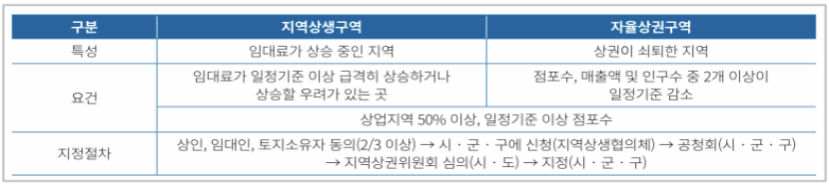 구분 지역상생구역 자율상권구역
특성 임대료가 상승 중인 지역 상권이 쇠퇴한 지역
요건 임대료가 일정기준 이상 급격히 상승하거나 점포수, 매출액 및 인구수 중 2개 이상이
상승할 우려가 있는 곳 일정기준 감소
상업지역 50% 이상, 일정기준 이상 점포수
지정절차 상인, 임대인, 토지소유자 동의(2/3 이상) → 시 · 군 · 구에 신청(지역상생협의체) → 공청회(시 · 군 · 구)
→ 지역상권위원회 심의(시 · 도) → 지정(시 · 군 · 구)